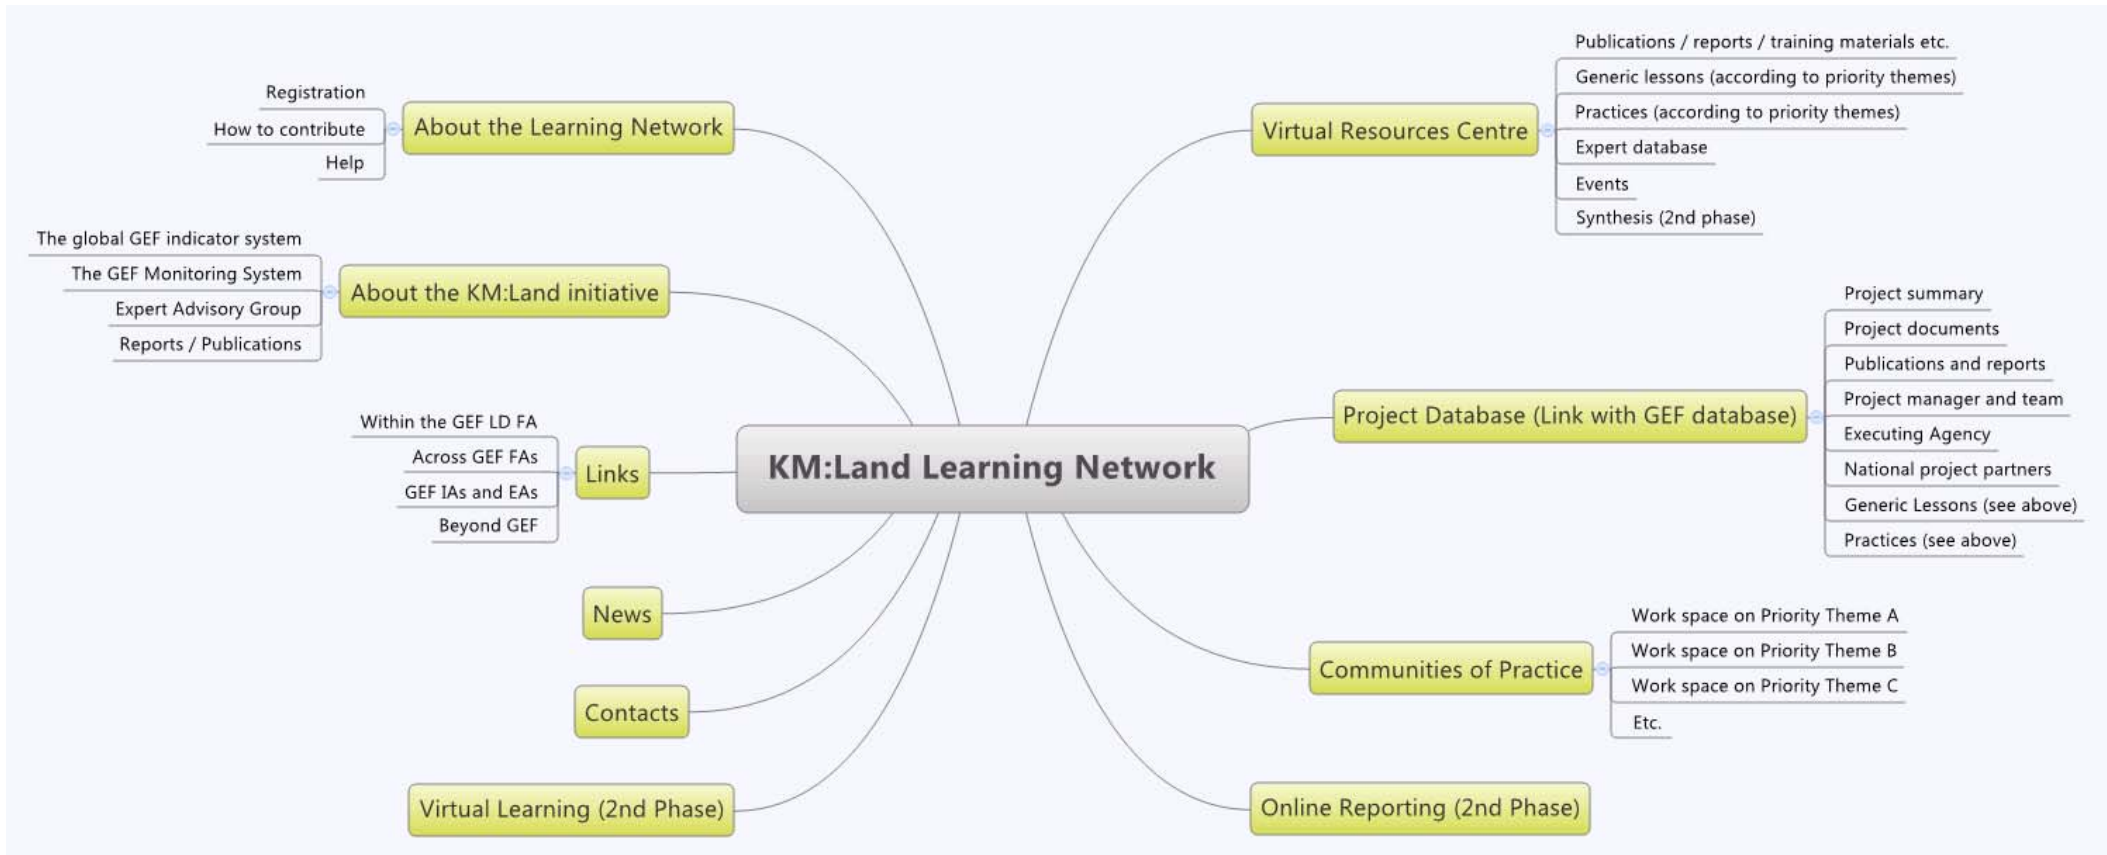 KM:Land Learning Network
About the Learning Network
Registration
How to contribute
Help
About the KM:Land initiative
The global GEF indicator system
The GEF Monitoring System
Expert Advisory Group
Reports / Publications
Links
Within the GEF LD FA
Across GEF FAs
GEF IAs and EAs
Beyond GEF
News
Contacts
Virtual Learning (2nd Phase)
Virtual Resources Centre
Publications / reports / training materials etc.
Generic lessons (according to priority themes)
Practices (according to priority themes)
Expert database
Events
Synthesis (2nd phase)
Project Database (Link with GEF database)
Project summary
Project documents
Publications and reports
Project manager and team
Executing Agency
National project partners
Generic Lessons (see above)
Practices (see above)
Communities of Practice
Work space on Priority Theme A
Work space on Priority Theme B
Work space on Priority Theme C
Etc.
Online Reporting (2nd Phase)